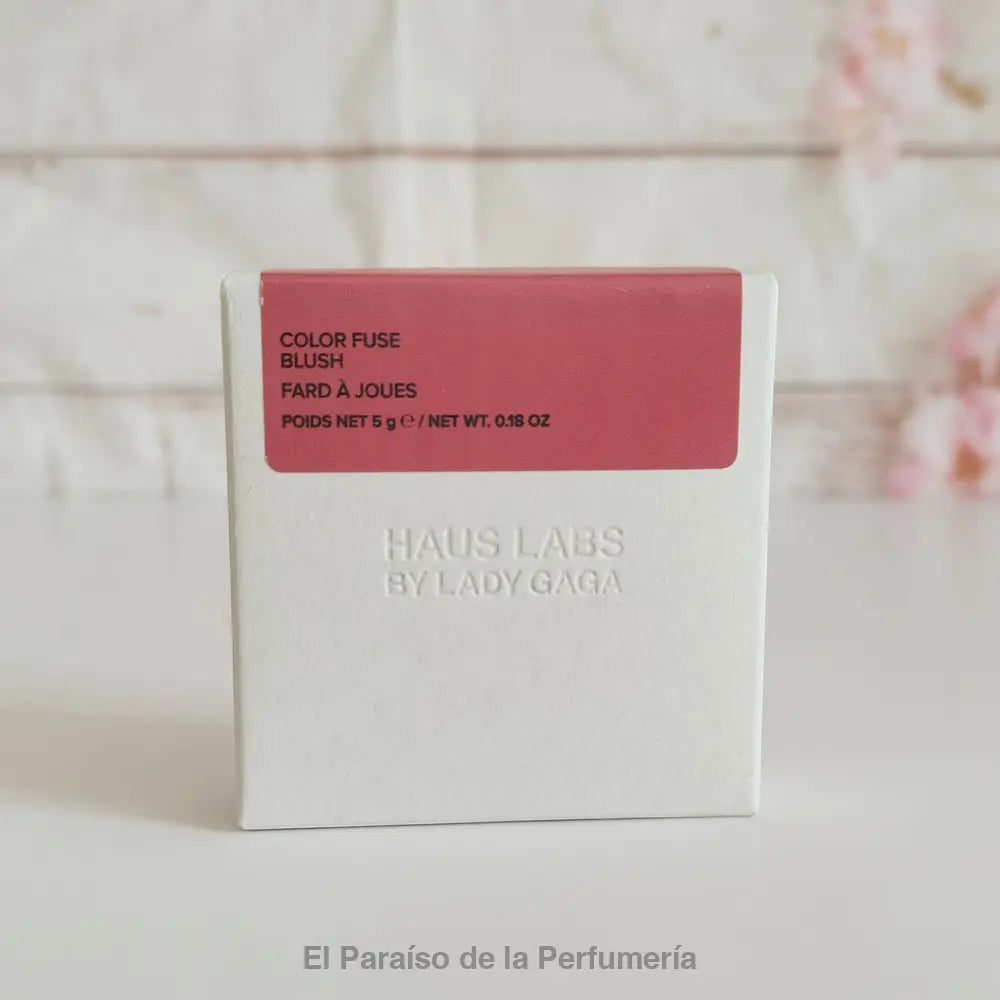 COLOR FUSE
BLUSH
FARD À JOUES
POIDS NET 5 g ℮ / NET WT. 0.18 OZ
HAUS LABS
BY LADY GAGA
El Paraíso de la Perfumería